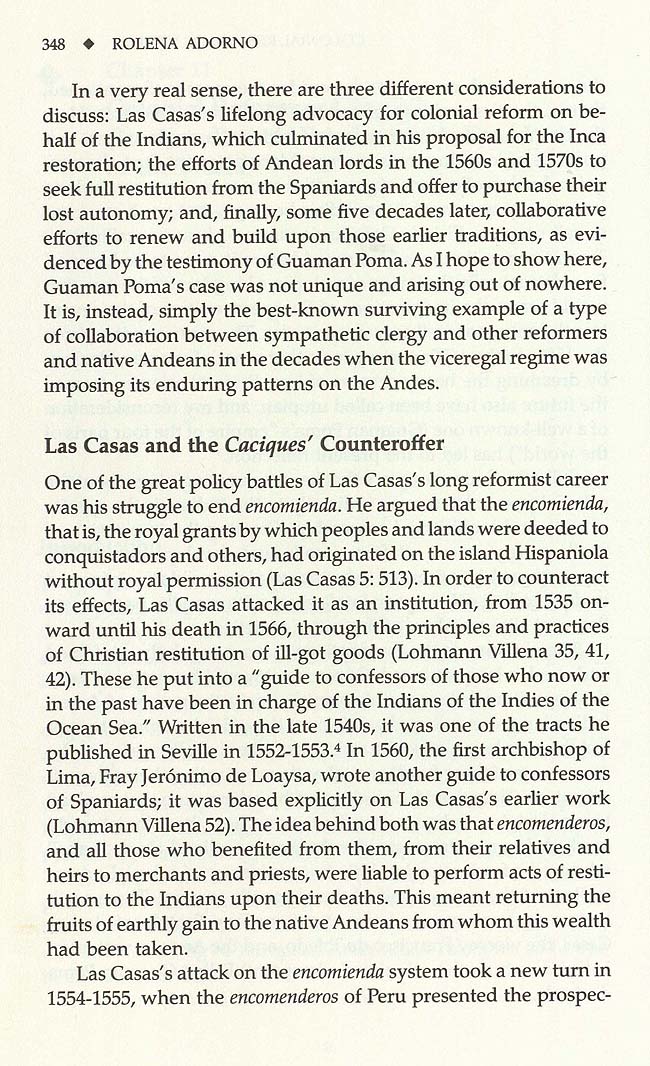 348 ◆ ROLENA ADORNO
In a very real sense, there are three different considerations to
discuss: Las Casas's lifelong advocacy for colonial reform on be-
half of the Indians, which culminated in his proposal for the Inca
restoration; the efforts of Andean lords in the 1560s and 1570s to
seek full restitution from the Spaniards and offer to purchase their
lost autonomy; and, finally, some five decades later, collaborative
efforts to renew and build upon those earlier traditions, as evi-
denced by the testimony of Guaman Poma. As I hope to show here,
Guaman Poma's case was not unique and arising out of nowhere.
It is, instead, simply the best-known surviving example of a type
of collaboration between sympathetic clergy and other reformers
and native Andeans in the decades when the viceregal regime was
imposing its enduring patterns on the Andes.
Las Casas and the Caciques' Counteroffer
One of the great policy battles of Las Casas's long reformist career
was his struggle to end encomienda. He argued that the encomienda,
that is, the royal grants by which peoples and lands were deeded to
conquistadors and others, had originated on the island Hispaniola
without royal permission (Las Casas 5: 513). In order to counteract
its effects, Las Casas attacked it as an institution, from 1535 on-
ward until his death in 1566, through the principles and practices
of Christian restitution of ill-got goods (Lohmann Villena 35, 41,
42). These he put into a "guide to confessors of those who now or
in the past have been in charge of the Indians of the Indies of the
Ocean Sea." Written in the late 1540s, it was one of the tracts he
published in Seville in 1552-1553.⁴ In 1560, the first archbishop of
Lima, Fray Jerónimo de Loaysa, wrote another guide to confessors
of Spaniards; it was based explicitly on Las Casas's earlier work
(Lohmann Villena 52). The idea behind both was that encomenderos,
and all those who benefited from them, from their relatives and
heirs to merchants and priests, were liable to perform acts of resti-
tution to the Indians upon their deaths. This meant returning the
fruits of earthly gain to the native Andeans from whom this wealth
had been taken.
Las Casas's attack on the encomienda system took a new turn in
1554-1555, when the encomenderos of Peru presented the prospec-